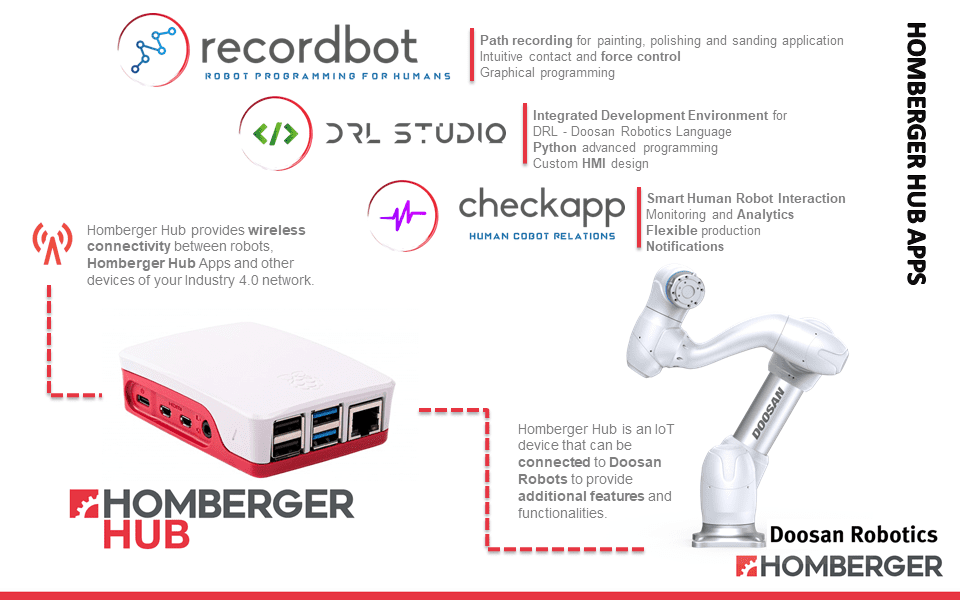 recordbot
ROBOT PROGRAMMING FOR HUMANS
Path recording for painting, polishing and sanding application
Intuitive contact and force control
Graphical programming
HOMBERGER HUB APPS
DRL STUDIO
Integrated Development Environment for
DRL - Doosan Robotics Language
Python advanced programming
Custom HMI design
checkapp
HUMAN COBOT RELATIONS
Smart Human Robot Interaction
Monitoring and Analytics
Flexible production
Notifications
Homberger Hub provides wireless
connectivity between robots,
Homberger Hub Apps and other
devices of your Industry 4.0 network.
HDMI
DOOSAN
Homberger Hub is an IoT
device that can be
connected to Doosan
Robots to provide
additional features and
functionalities.
HOMBERGER
HUB
Doosan Robotics
HOMBERGER